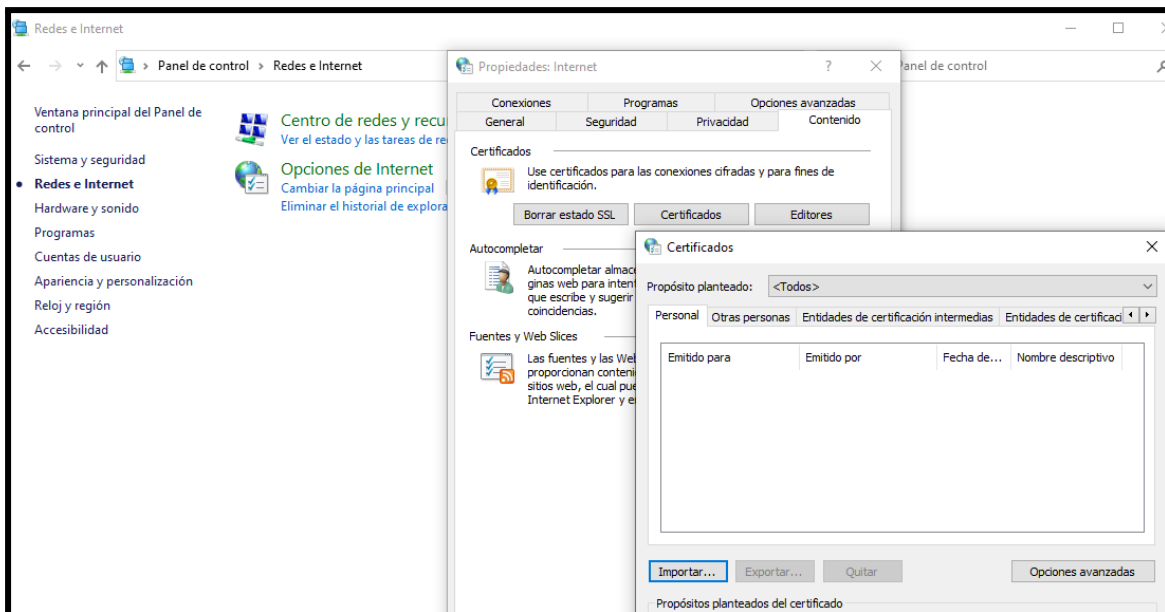 Redes e Internet
Panel de control > Redes e Internet
Panel de control
Ventana principal del Panel de
control
Sistema y seguridad
Redes e Internet
Hardware y sonido
Programas
Cuentas de usuario
Apariencia y personalización
Reloj y región
Accesibilidad
Centro de redes y recu
Ver el estado y las tareas de re
Opciones de Internet
Cambiar la página principal
Eliminar el historial de explora
Propiedades: Internet
?
Conexiones Programas Opciones avanzadas
General Seguridad Privacidad Contenido
Certificados
Use certificados para las conexiones cifradas y para fines de
identificación.
Borrar estado SSL Certificados Editores
Autocompletar
Autocompletar almace
ginas web para intent
que escribe y sugerir
coincidencias.
Fuentes y Web Slices
Las fuentes y las Wel
proporcionan conteni
sitios web, el cual pue
Internet Explorer y e
Certificados
Propósito planteado: <Todos>
Personal Otras personas Entidades de certificación intermedias Entidades de certificaci
Emitido para Emitido por Fecha de... Nombre descriptivo
Importar... Exportar... Quitar Opciones avanzadas
Propósitos planteados del certificado